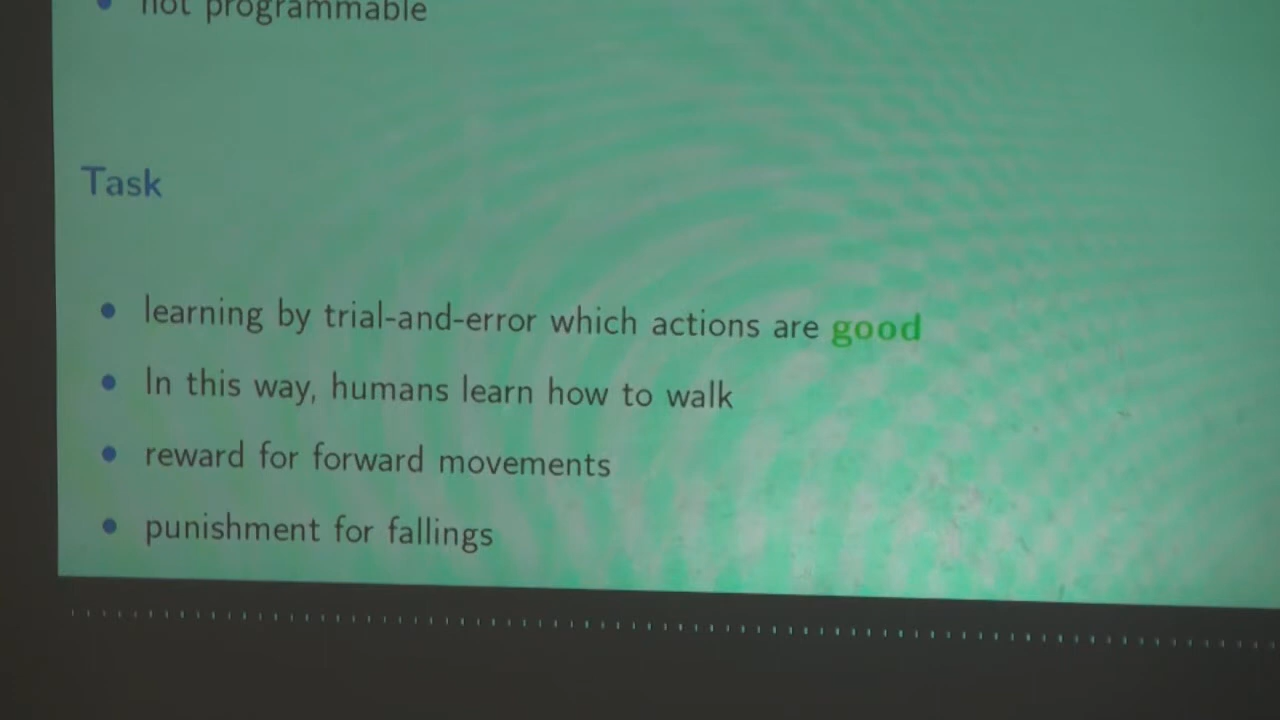 not programmable
Task
learning by trial-and-error which actions are good
In this way, humans learn how to walk
reward for forward movements
punishment for fallings